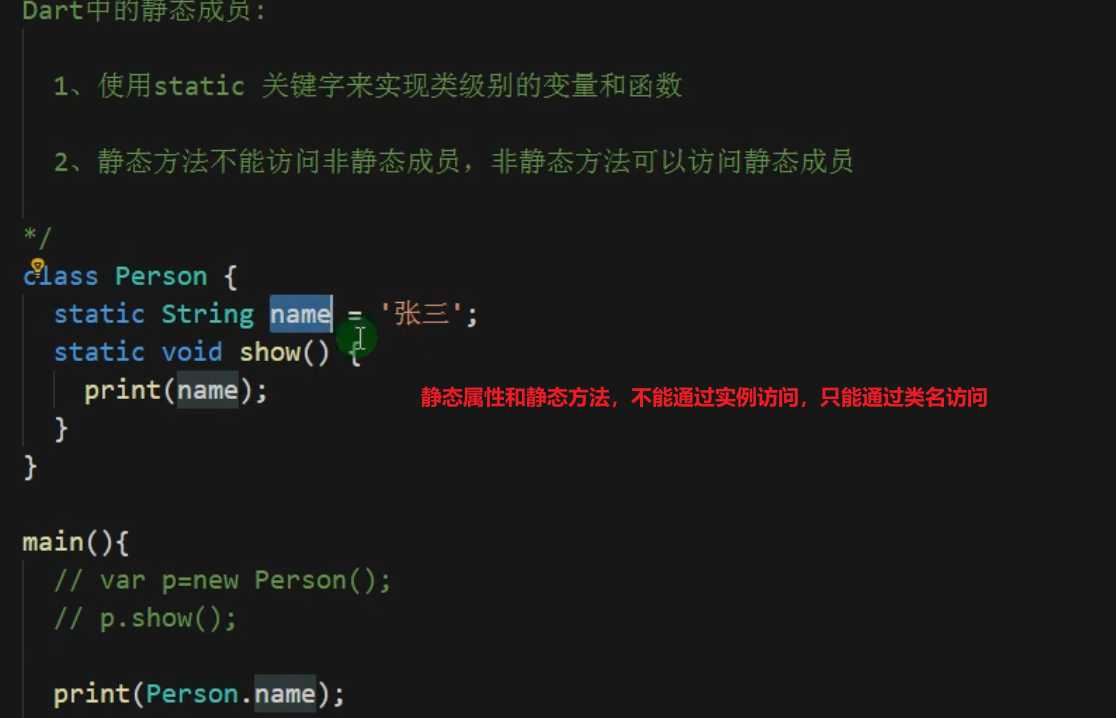 Dart中的静态成员:
1、使用static 关键字来实现类级别的变量和函数
2、静态方法不能访问非静态成员，非静态方法可以访问静态成员
*/
class Person {
static String name = '张三';
static void show() {
print(name);
静态属性和静态方法，不能通过实例访问，只能通过类名访问
}
}
main(){
// var p=new Person();
// p.show();
print(Person.name);